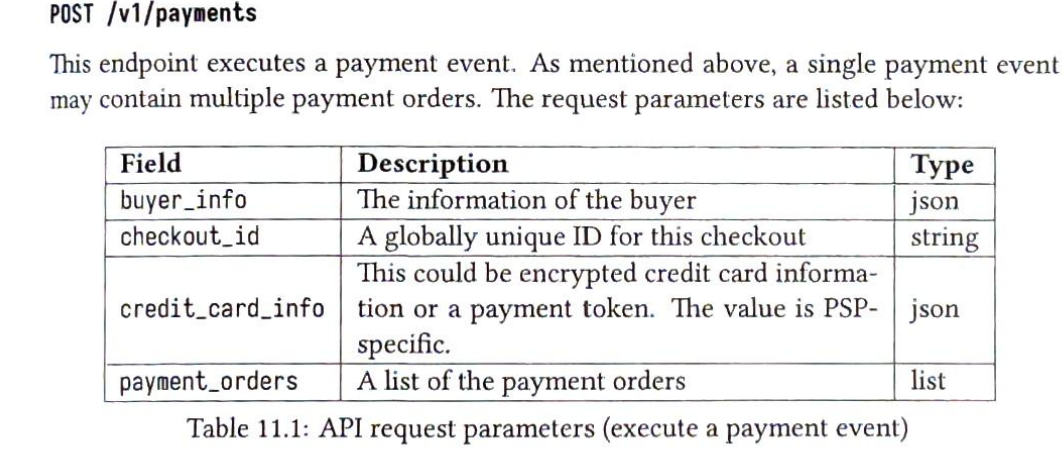 POST /v1/payments
This endpoint executes a payment event. As mentioned above, a single payment event
may contain multiple payment orders. The request parameters are listed below:
Field Description Type
buyer_info The information of the buyer json
checkout_id A globally unique ID for this checkout string
credit_card_info This could be encrypted credit card informa-
tion or a payment token. The value is PSP-
specific. json
payment_orders A list of the payment orders list
Table 11.1: API request parameters (execute a payment event)